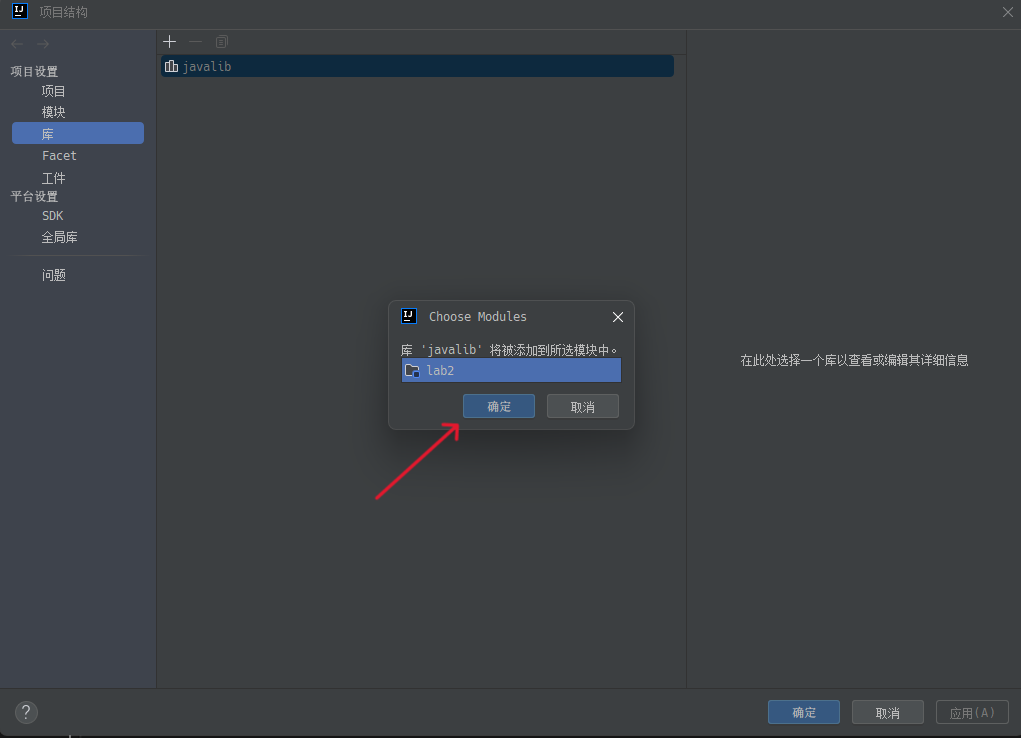 项目结构
项目设置
项目
模块
库
Facet
工件
平台设置
SDK
全局库
问题
javalib
Choose Modules
库 'javalib' 将被添加到所选模块中。
lab2
确定
取消
在此处选择一个库以查看或编辑其详细信息
?
确定
取消
应用(A)